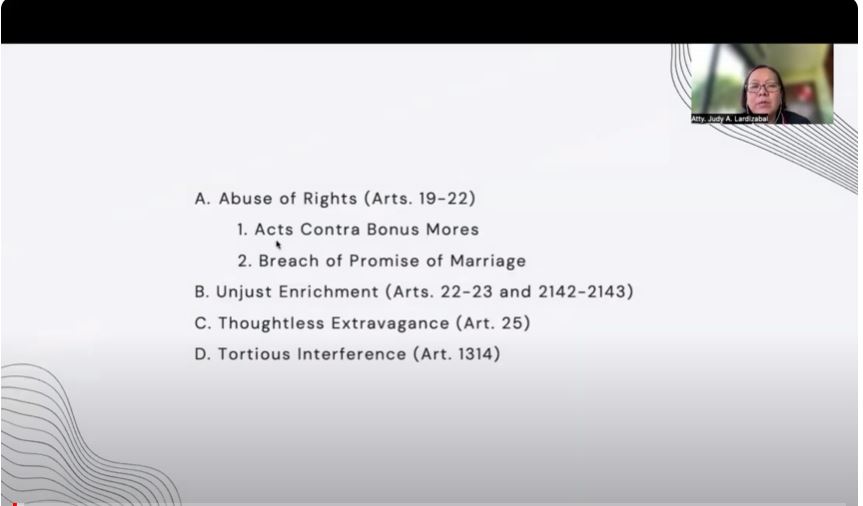 Atty. Judy A. Lardizabal
A. Abuse of Rights (Arts. 19-22)
1. Acts Contra Bonus Mores
2. Breach of Promise of Marriage
B. Unjust Enrichment (Arts. 22-23 and 2142-2143)
C. Thoughtless Extravagance (Art. 25)
D. Tortious Interference (Art. 1314)